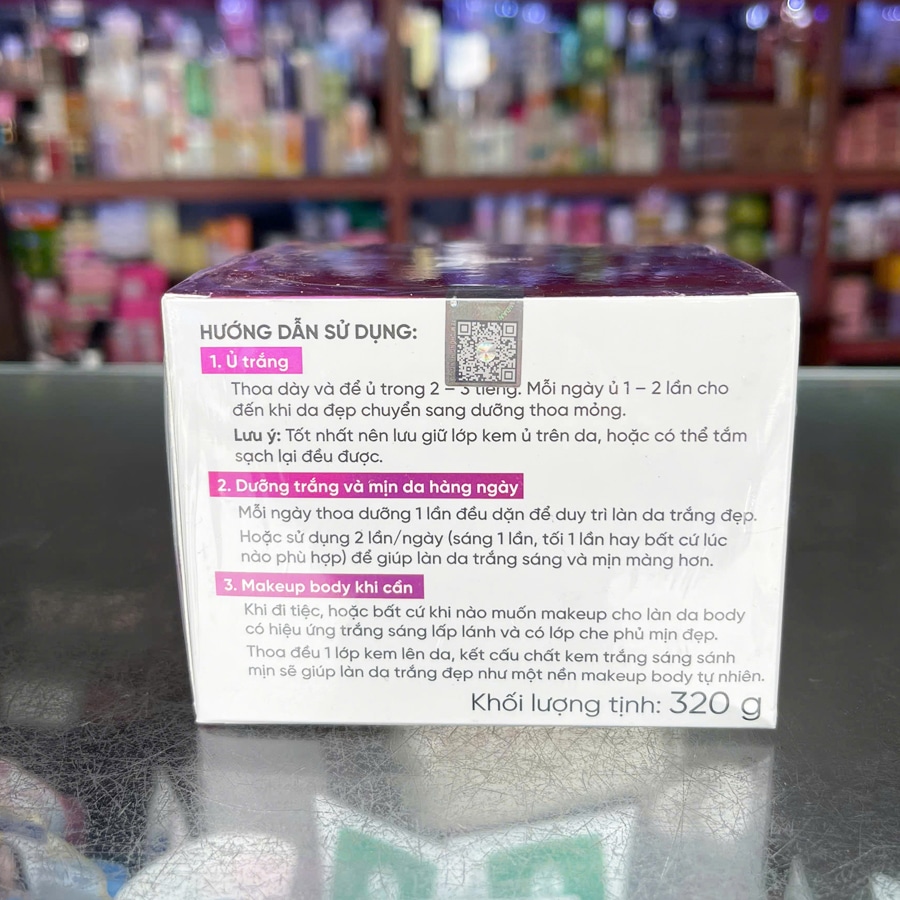 HƯỚNG DẪN SỬ DỤNG:
1. Ủ trắng
Thoa dày và để ủ trong 2 – 3 tiếng. Mỗi ngày ủ 1 – 2 lần cho
đến khi da đẹp chuyển sang dưỡng thoa mỏng.
Lưu ý: Tốt nhất nên lưu giữ lớp kem ủ trên da, hoặc có thể tắm
sạch lại đều được.
2. Dưỡng trắng và mịn da hàng ngày
Mỗi ngày thoa dưỡng 1 lần đều dặn để duy trì làn da trắng đẹp.
Hoặc sử dụng 2 lần/ngày (sáng 1 lần, tối 1 lần hay bất cứ lúc
nào phù hợp) để giúp làn da trắng sáng và mịn màng hơn.
3. Makeup body khi cần
Khi đi tiệc, hoặc bất cứ khi nào muốn makeup cho làn da body
có hiệu ứng trắng sáng lấp lánh và có lớp che phủ mịn đẹp.
Thoa đều 1 lớp kem lên da, kết cấu chất kem trắng sáng sánh
mịn sẽ giúp làn da trắng đẹp như một nền makeup body tự nhiên.
Khối lượng tịnh: 320 g